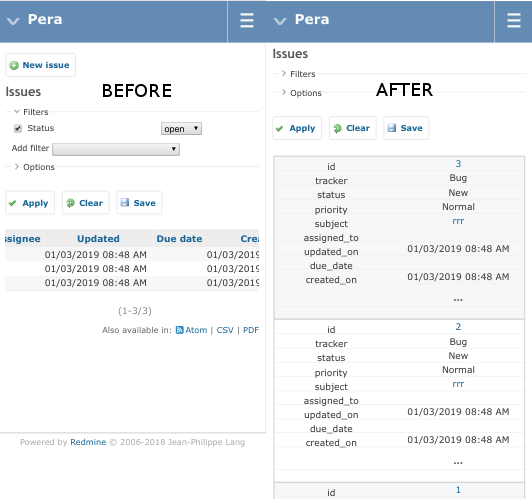 Pera
New issue
BEFORE
Issues
Filters
Status open
Add filter
Options
Apply Clear Save
ssignee Updated Due date Crea
01/03/2019 08:48 AM 01/03/2019
01/03/2019 08:48 AM 01/03/2019
01/03/2019 08:48 AM 01/03/2019
(1-3/3)
Also available in: Atom | CSV | PDF
Powered by Redmine © 2006-2018 Jean-Philippe Lang
Pera
Issues
Filters
Options
AFTER
Apply Clear Save
id 3
tracker Bug
status New
priority Normal
subject rrr
assigned_to
updated_on 01/03/2019 08:48 AM
due_date
created_on 01/03/2019 08:48 AM
...
id 2
tracker Bug
status New
priority Normal
subject rrr
assigned_to
updated_on 01/03/2019 08:48 AM
due_date
created_on 01/03/2019 08:48 AM
...
id 1